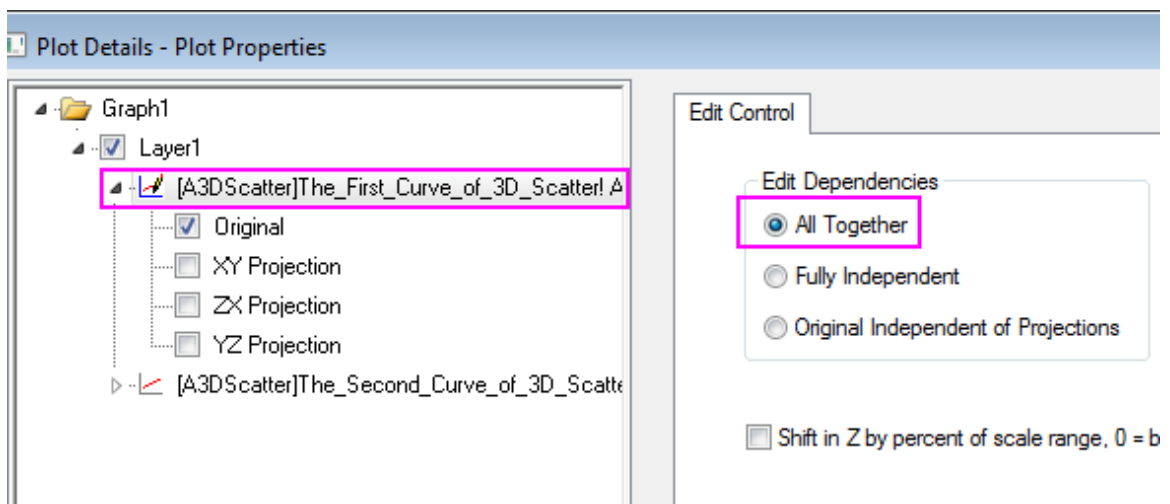 Plot Details - Plot Properties
Graph1
Layer1
[A3DScatter]The_First_Curve_of_3D_Scatter! A
Original
XY Projection
ZX Projection
YZ Projection
[A3DScatter]The_Second_Curve_of_3D_Scatte
Edit Control
Edit Dependencies
All Together
Fully Independent
Original Independent of Projections
Shift in Z by percent of scale range, 0 = b